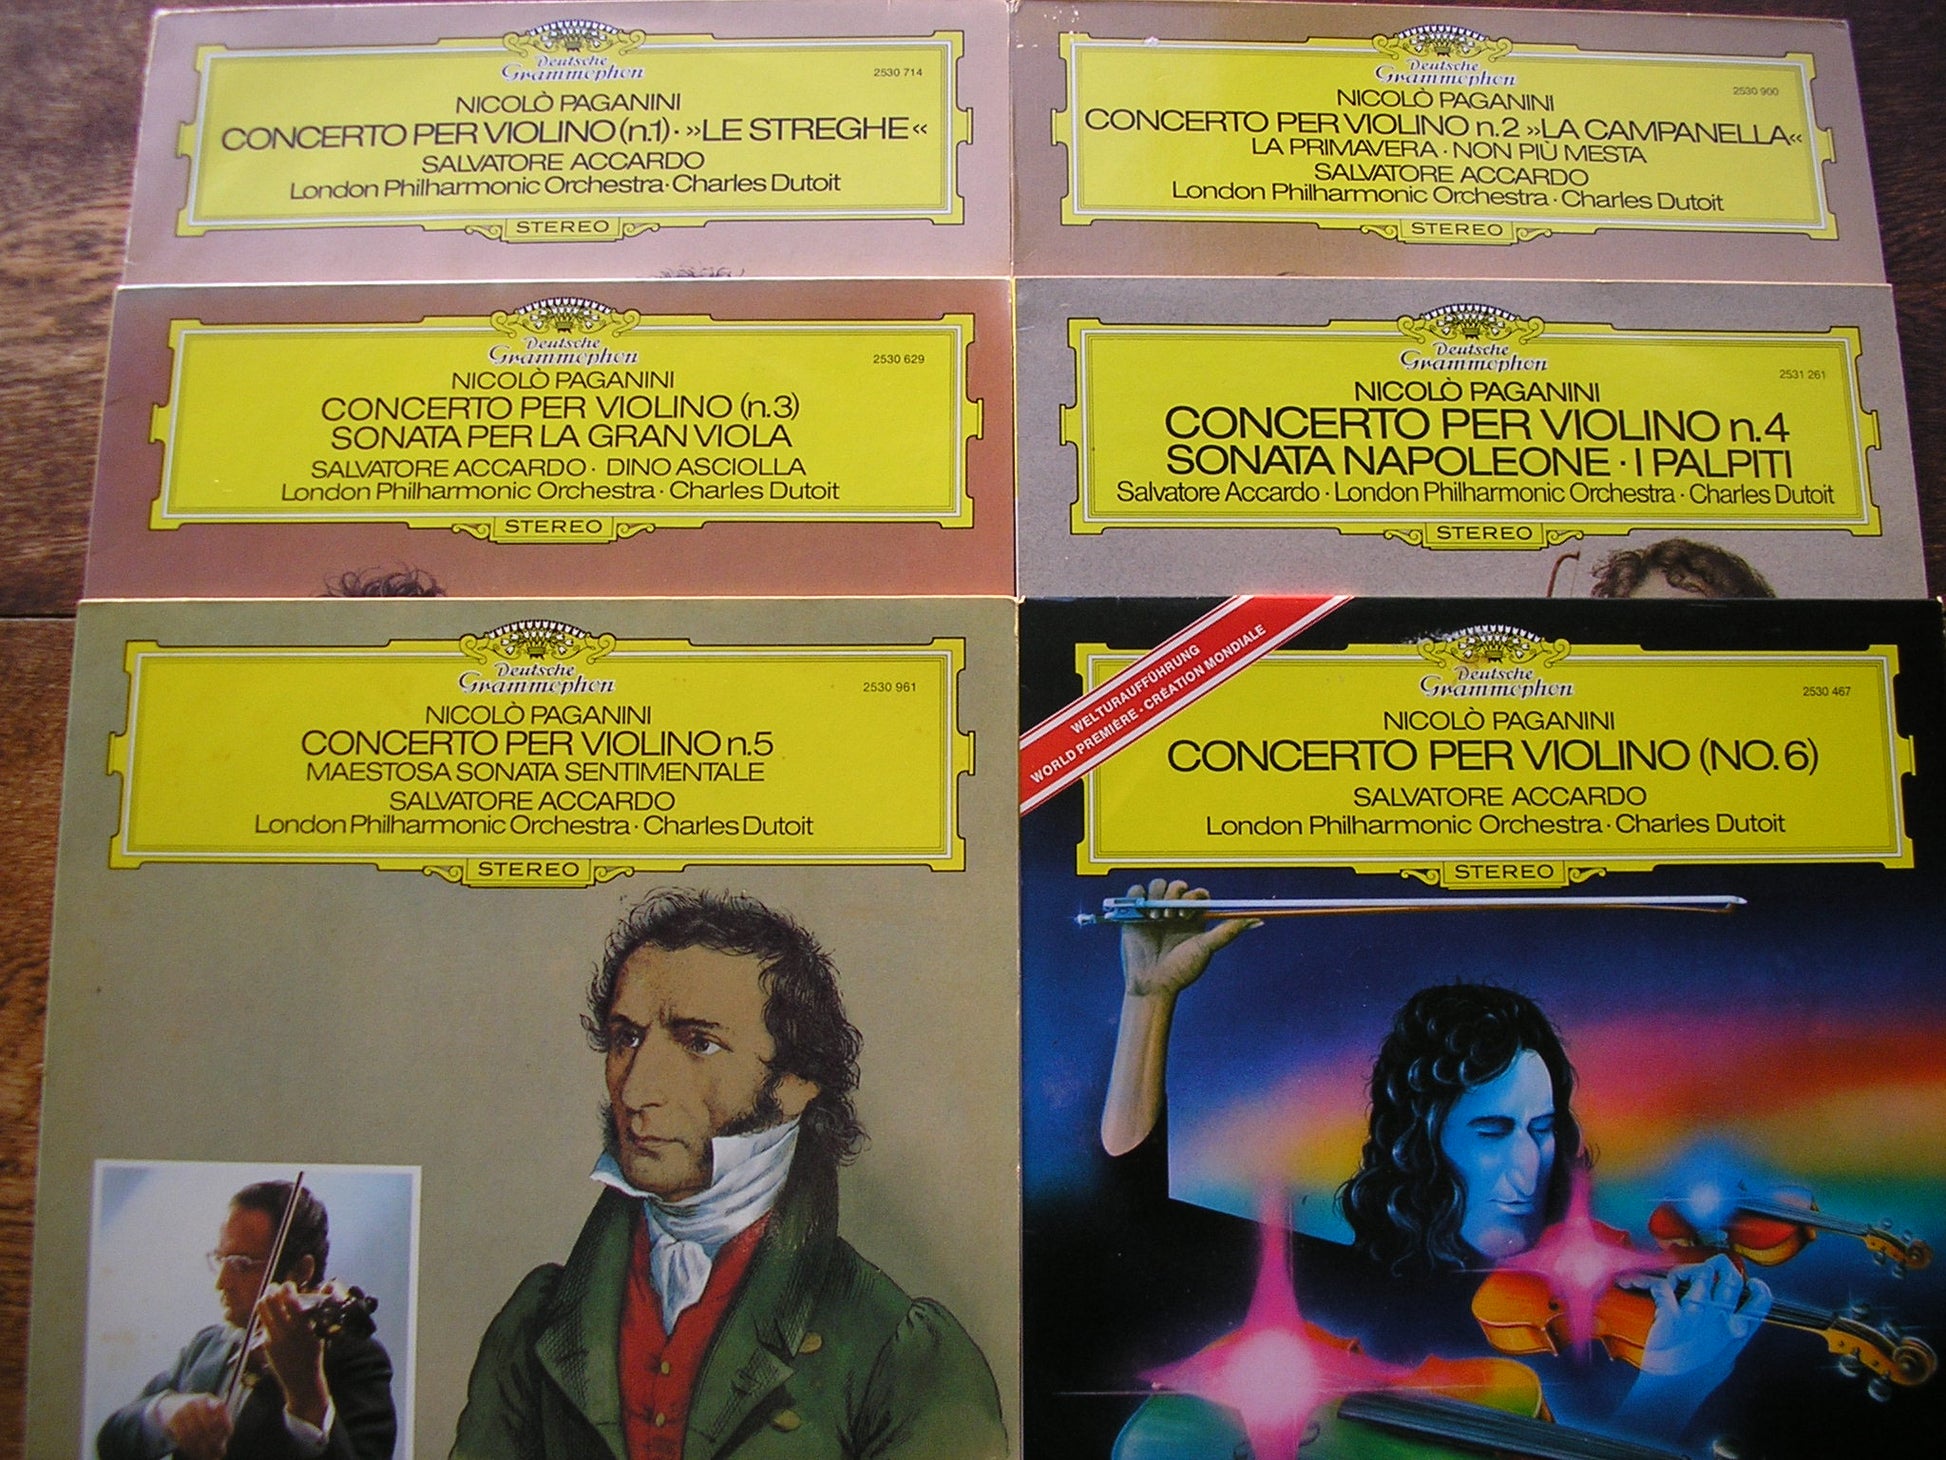 Deutsche
Grammophon
2530 714
NICOLÒ PAGANINI
CONCERTO PER VIOLINO (n.1) · »LE STREGHE«
SALVATORE ACCARDO
London Philharmonic Orchestra · Charles Dutoit
STEREO
Deutsche
Grammophon
2530 900
NICOLÒ PAGANINI
CONCERTO PER VIOLINO n.2 »LA CAMPANELLA«
LA PRIMAVERA · NON PIÙ MESTA
SALVATORE ACCARDO
London Philharmonic Orchestra · Charles Dutoit
STEREO
Deutsche
Grammophon
2530 629
NICOLÒ PAGANINI
CONCERTO PER VIOLINO (n.3)
SONATA PER LA GRAN VIOLA
SALVATORE ACCARDO · DINO ASCIOLLA
London Philharmonic Orchestra · Charles Dutoit
STEREO
Deutsche
Grammophon
2531 261
NICOLÒ PAGANINI
CONCERTO PER VIOLINO n.4
SONATA NAPOLEONE · I PALPITI
Salvatore Accardo · London Philharmonic Orchestra · Charles Dutoit
STEREO
Deutsche
Grammophon
2530 961
NICOLÒ PAGANINI
CONCERTO PER VIOLINO n.5
MAESTOSA SONATA SENTIMENTALE
SALVATORE ACCARDO
London Philharmonic Orchestra · Charles Dutoit
STEREO
WELTURAUFFÜHRUNG
WORLD PREMIÈRE · CRÉATION MONDIALE
Deutsche
Grammophon
2530 467
NICOLÒ PAGANINI
CONCERTO PER VIOLINO (NO. 6)
SALVATORE ACCARDO
London Philharmonic Orchestra · Charles Dutoit
STEREO